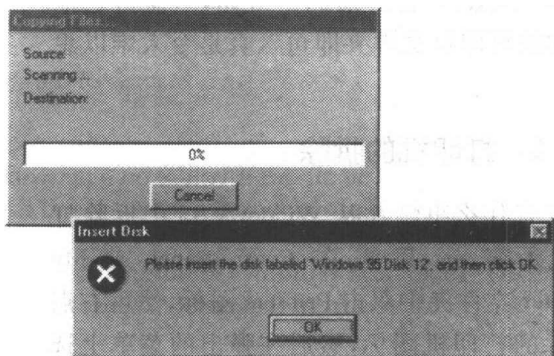 Copying Files...
Source:
Scanning ...
Destination:
0%
Cancel
Insert Disk
Please insert the disk labeled 'Windows 95 Disk 12', and then click OK.
OK